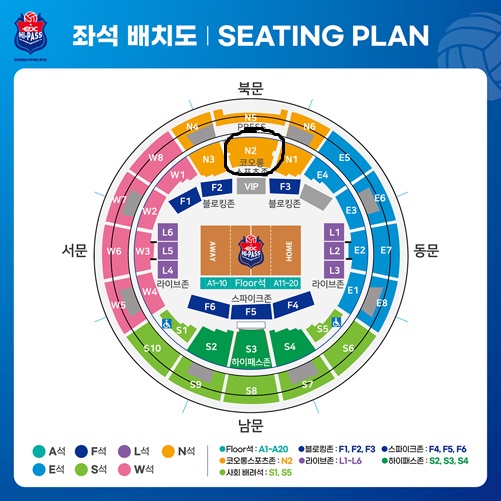 HI-PASS
좌석 배치도 | SEATING PLAN
북문
N4 N5 N6
PRESS
W8 N3 N2 N1 E5
코오롱
스포츠존
W1 E4
VIP
W7 F1 F2 F3 E6
블로킹존 블로킹존
W2 E3
L6 L1
서문 W6 W3 L5 AWAY HI-PASS HOME L2 E2 E7 동문
L4 L3
라이브존 A1-10 Floor석 A11-20 라이브존
W4 E1
W5 스파이크존 E8
F6 F5 F4
S1 S5
S2 S3 S4
하이패스존
S10 S6
S9 S8 S7
남문
A석 F석 L석 N석
E석 S석 W석
Floor석 : A1-A20 블로킹존 : F1, F2, F3 스파이크존 : F4, F5, F6
코오롱스포츠존 : N2 라이브존 : L1~L6 하이패스존 : S2, S3, S4
사회 배려석 : S1, S5